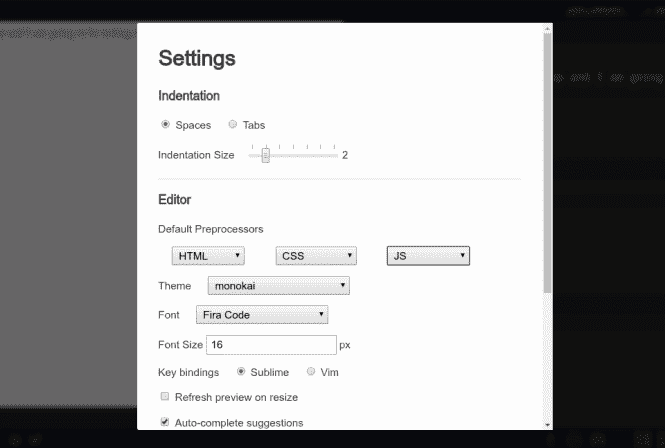 Settings
Indentation
Spaces Tabs
Indentation Size 2
Editor
Default Preprocessors
HTML CSS JS
Theme monokai
Font Fira Code
Font Size 16 px
Key bindings Sublime Vim
Refresh preview on resize
Auto-complete suggestions